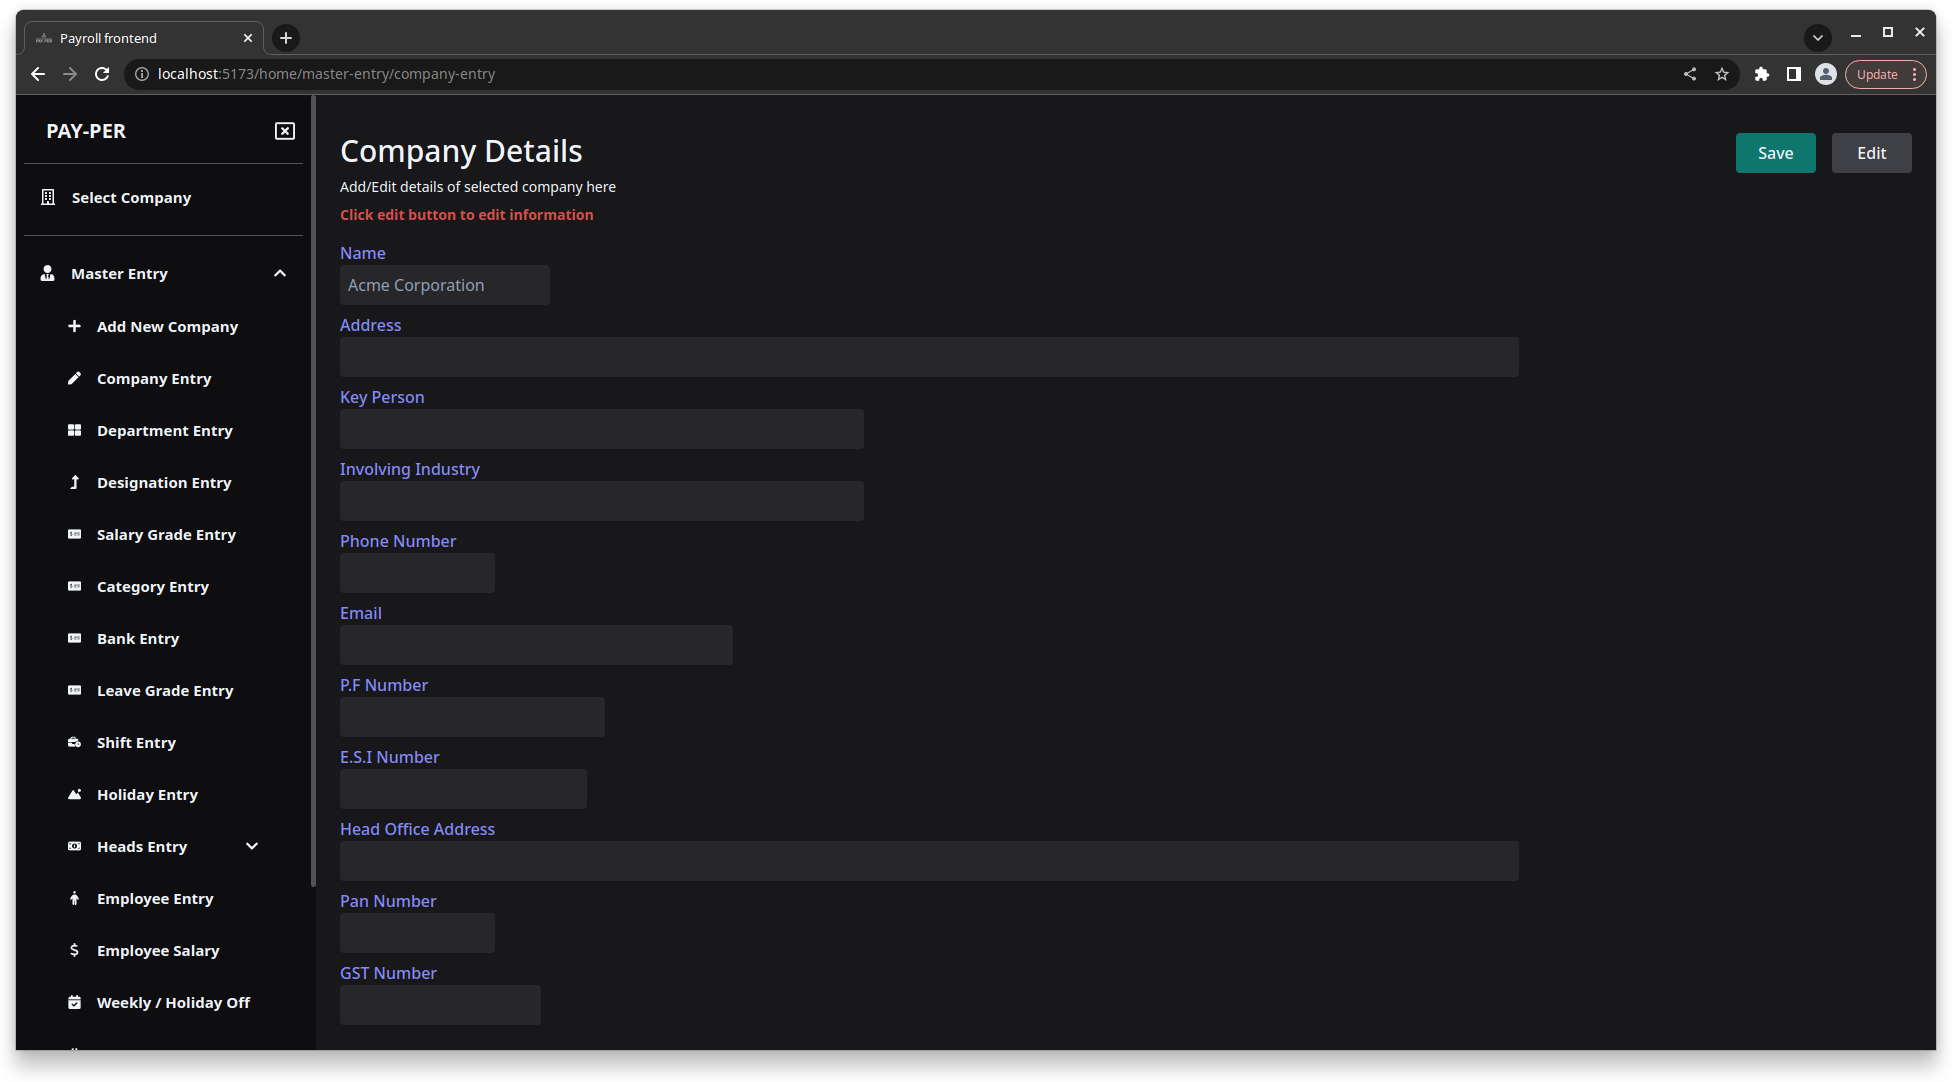 Payroll frontend
localhost:5173/home/master-entry/company-entry
Update
PAY-PER
Select Company
Master Entry
Add New Company
Company Entry
Department Entry
Designation Entry
Salary Grade Entry
Category Entry
Bank Entry
Leave Grade Entry
Shift Entry
Holiday Entry
Heads Entry
Employee Entry
Employee Salary
Weekly / Holiday Off
Company Details
Save
Edit
Add/Edit details of selected company here
Click edit button to edit information
Name
Acme Corporation
Address
Key Person
Involving Industry
Phone Number
Email
P.F Number
E.S.I Number
Head Office Address
Pan Number
GST Number